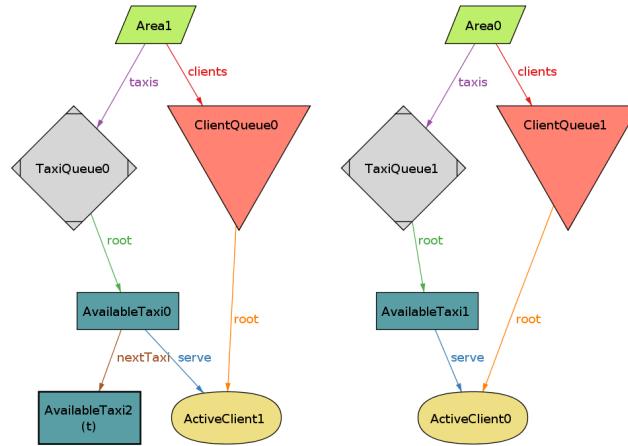 Area1
Area0
taxis
clients
taxis
clients
TaxiQueue0
ClientQueue0
TaxiQueue1
ClientQueue1
root
root
AvailableTaxi0
root
AvailableTaxi1
root
nextTaxi
serve
serve
AvailableTaxi2
(t)
ActiveClient1
ActiveClient0